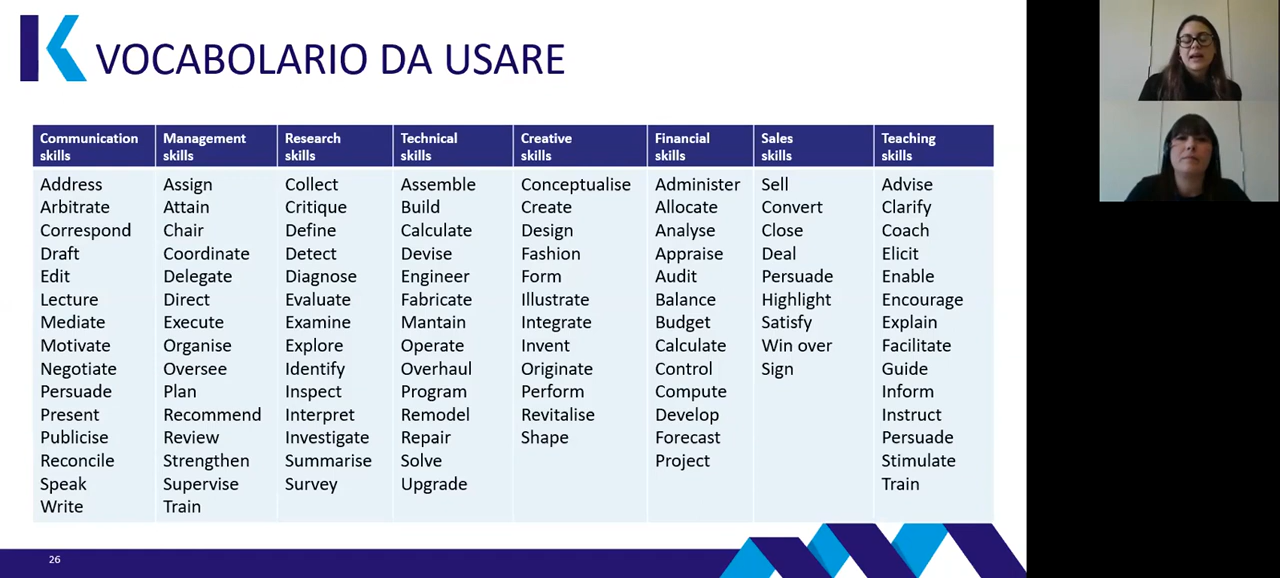 K
VOCABOLARIO DA USARE
Communication skills Management skills Research skills Technical skills Creative skills Financial skills Sales skills Teaching skills
Address Assign Collect Assemble Conceptualise Administer Sell Advise
Arbitrate Attain Critique Build Create Allocate Convert Clarify
Correspond Chair Define Calculate Design Analyse Close Coach
Draft Coordinate Detect Devise Fashion Appraise Deal Elicit
Edit Delegate Diagnose Engineer Form Audit Persuade Enable
Lecture Direct Evaluate Fabricate Illustrate Balance Highlight Encourage
Mediate Execute Examine Mantain Integrate Budget Satisfy Explain
Motivate Organise Explore Operate Invent Calculate Win over Facilitate
Negotiate Oversee Identify Overhaul Originate Control Sign Guide
Persuade Plan Inspect Program Perform Compute Inform
Present Recommend Interpret Remodel Revitalise Develop Instruct
Publicise Review Investigate Repair Shape Forecast Persuade
Reconcile Strengthen Summarise Solve Project Stimulate
Speak Supervise Survey Upgrade Train
Write Train
26